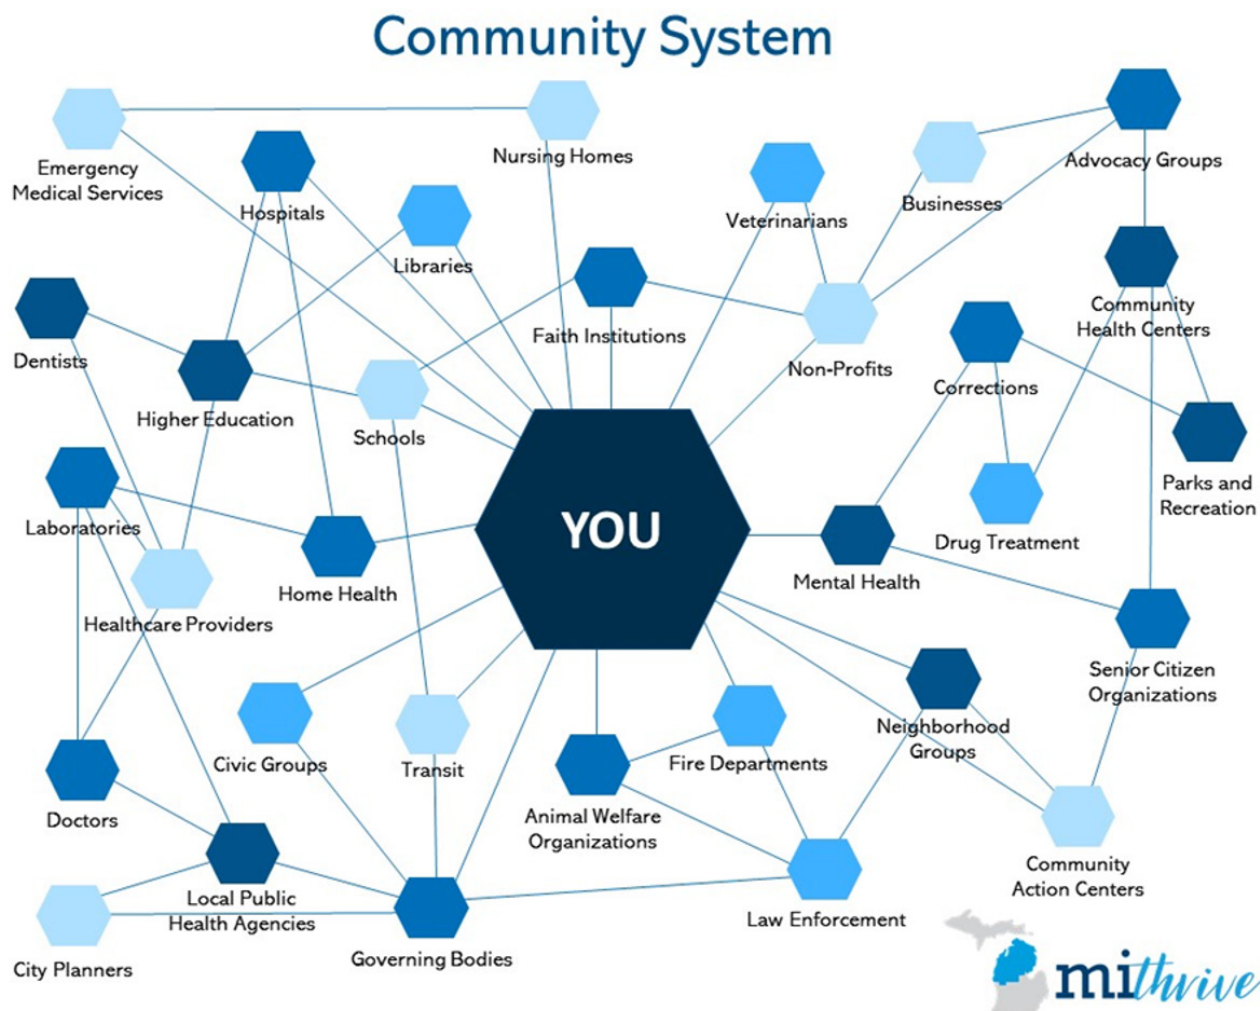 Community System
Emergency
Medical Services
Nursing Homes
Hospitals
Libraries
Veterinarians
Businesses
Advocacy Groups
Dentists
Higher Education
Schools
Faith Institutions
Non-Profits
Community
Health Centers
Corrections
Parks and
Recreation
Laboratories
Home Health
YOU
Mental Health
Drug Treatment
Healthcare Providers
Civic Groups
Transit
Fire Departments
Neighborhood
Groups
Senior Citizen
Organizations
Doctors
Animal Welfare
Organizations
Community
Action Centers
Local Public
Health Agencies
Law Enforcement
City Planners
Governing Bodies
mithrive